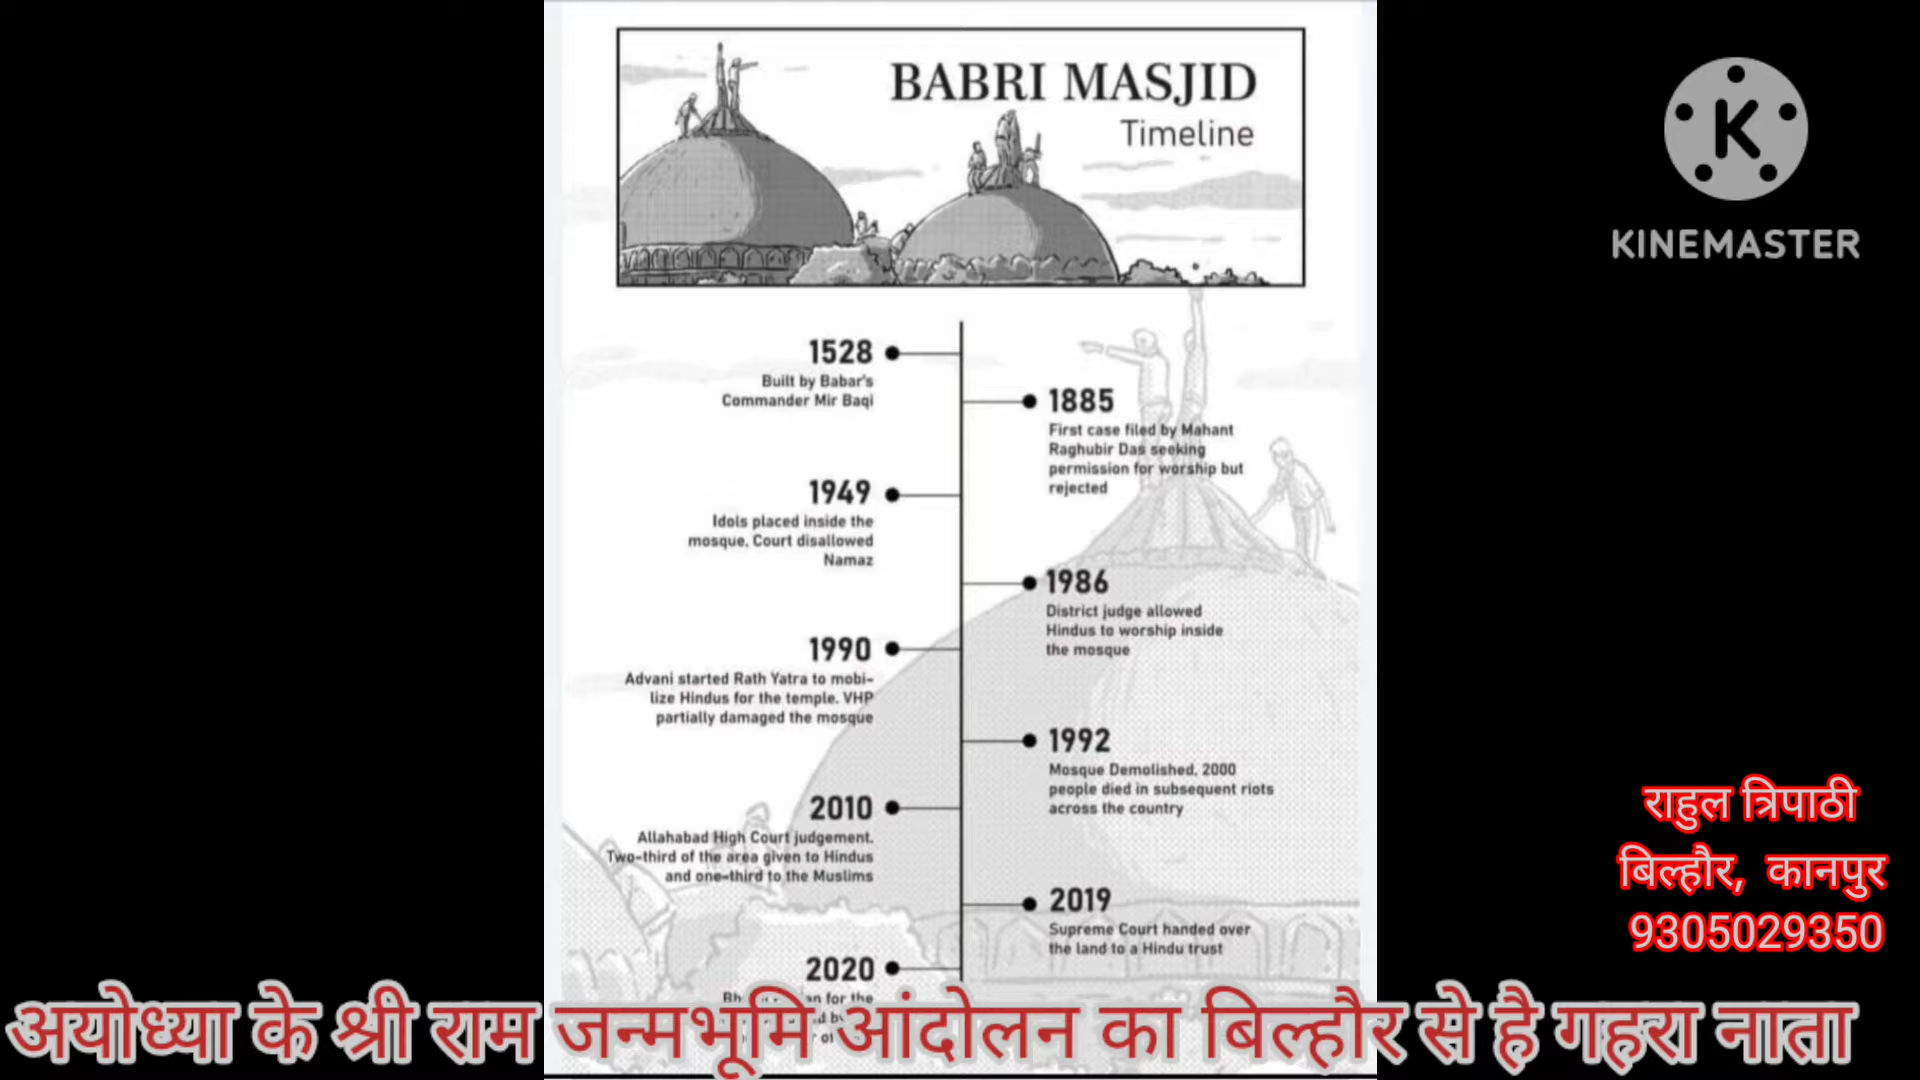 BABRI MASJID
Timeline
KINEMASTER
1528
Built by Babar's
Commander Mir Baqi
1885
First case filed by Mahant
Raghubir Das seeking
permission for worship but
rejected
1949
Idols placed inside the
mosque. Court disallowed
Namaz
1986
District judge allowed
Hindus to worship inside
the mosque
1990
Advani started Rath Yatra to mobi-
lize Hindus for the temple. VHP
partially damaged the mosque
1992
Mosque Demolished. 2000
people died in subsequent riots
across the country
2010
Allahabad High Court judgement.
Two-third of the area given to Hindus
and one-third to the Muslims
2019
Supreme Court handed over
the land to a Hindu trust
2020
for the
राहुल त्रिपाठी
बिल्हौर, कानपुर
9305029350
अयोध्या के श्री राम जन्मभूमि आंदोलन का बिल्हौर से है गहरा नाता